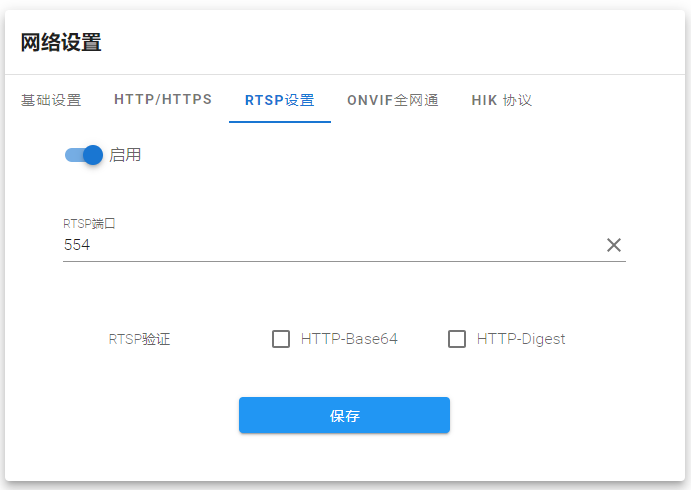 网络设置
基础设置 HTTP/HTTPS RTSP设置 ONVIF全网通 HIK 协议
启用
RTSP端口
554
RTSP验证 HTTP-Base64 HTTP-Digest
保存